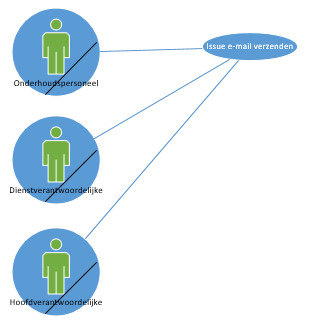 Issue e-mail verzenden
Onderhoudspersoneel
Dienstverantwoordelijke
Hoofdverantwoordelijke